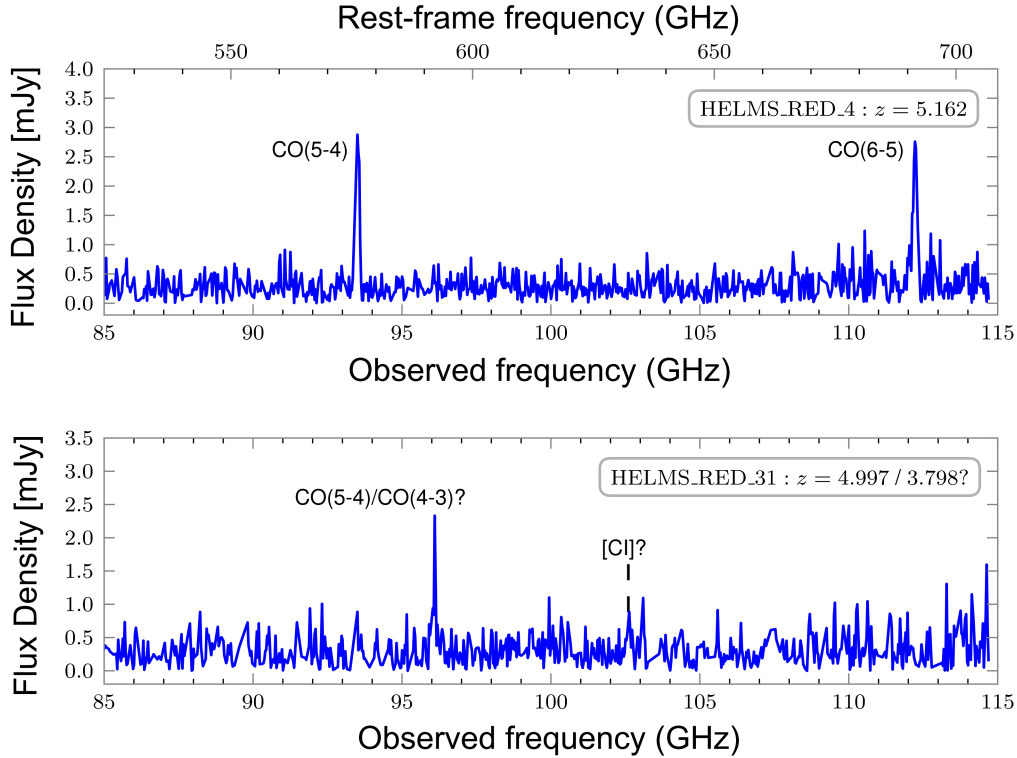 Rest-frame frequency (GHz)
550 600 650 700
4.0
3.5
3.0
2.5
2.0
1.5
1.0
0.5
0.0
Flux Density [mJy]
HELMS_RED_4 : z = 5.162
CO(5-4)
CO(6-5)
85 90 95 100 105 110 115
Observed frequency (GHz)
3.5
3.0
2.5
2.0
1.5
1.0
0.5
0.0
Flux Density [mJy]
HELMS_RED_31 : z = 4.997 / 3.798?
CO(5-4)/CO(4-3)?
[CI]?
85 90 95 100 105 110 115
Observed frequency (GHz)